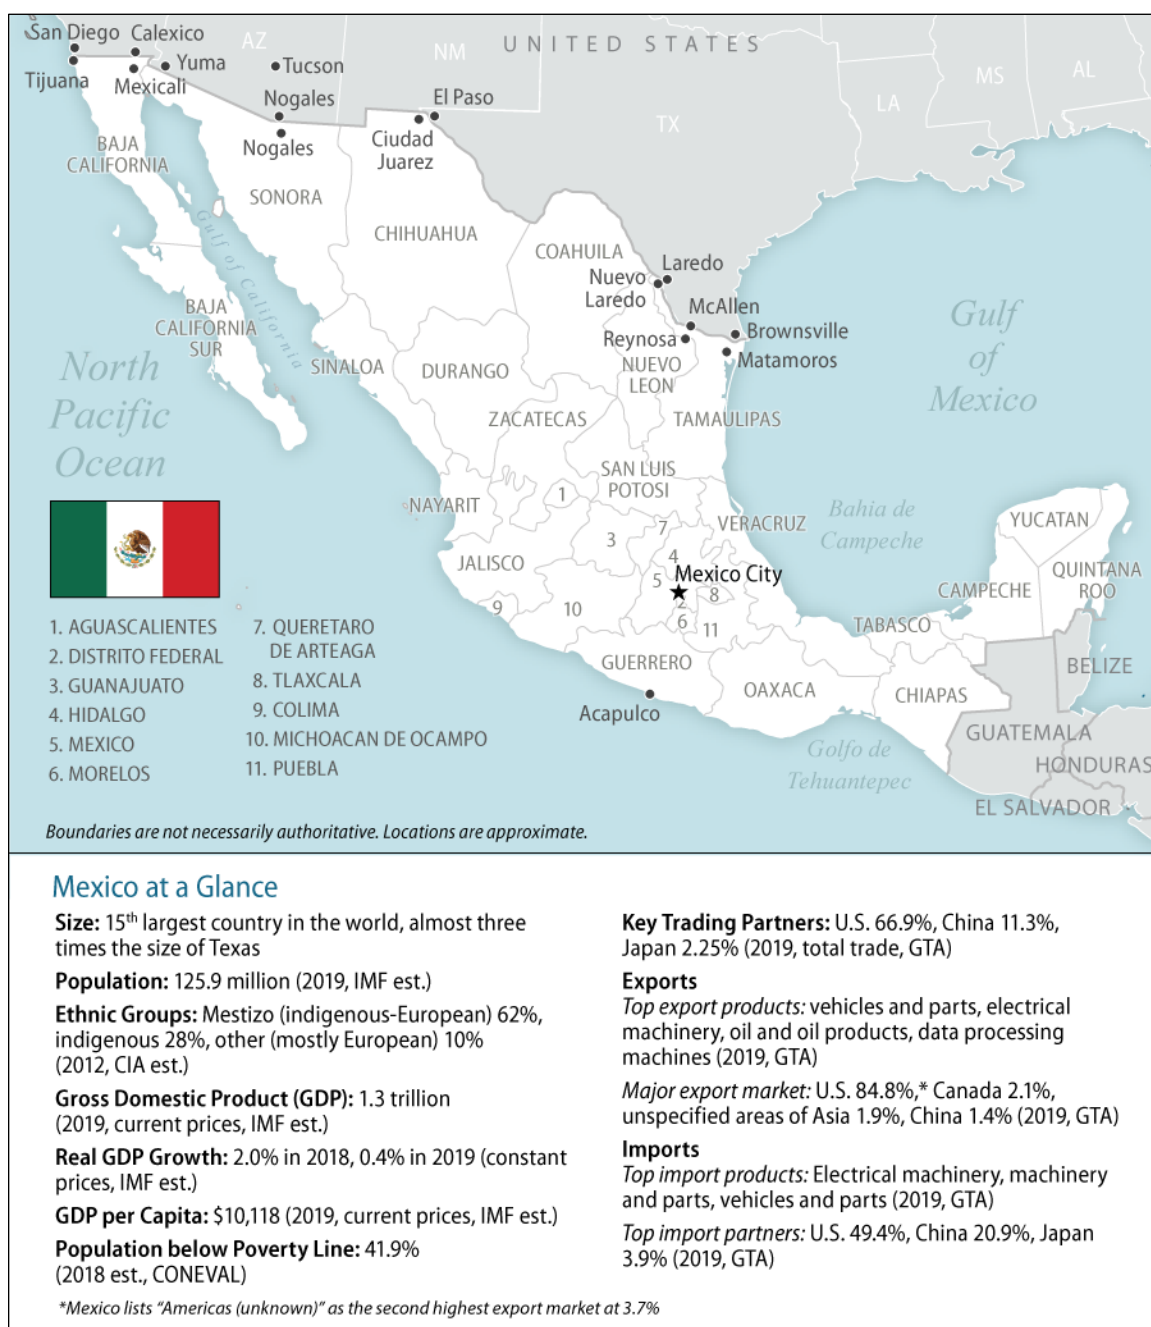 San Diego
Calexico
AZ
NM
UNITED STATES
MS
AL
Tijuana
Mexicali
Yuma
Tucson
LA
Nogales
El Paso
TX
Nogales
Ciudad
Juarez
BAJA
CALIFORNIA
SONORA
CHIHUAHUA
Gulf of California
COAHUILA
Laredo
Nuevo
Laredo
McAllen
Gulf
of
Mexico
BAJA
CALIFORNIA
SUR
Reynosa
Brownsville
Matamoros
North
Pacific
Ocean
SINALOA
DURANGO
NUEVO
LEON
ZACATECAS
TAMAULIPAS
SAN LUIS
POTOSI
NAYARIT
1
VERACRUZ
Bahia de
Campeche
YUCATAN
3
7
JALISCO
4
Mexico City
5
QUINTANA
ROO
CAMPECHE
9
10
2
8
6
11
TABASCO
GUERRERO
OAXACA
CHIAPAS
BELIZE
Acapulco
GUATEMALA
Golfo de
Tehuantepec
HONDURAS
EL SALVADOR
1. AGUASCALIENTES
2. DISTRITO FEDERAL
3. GUANAJUATO
4. HIDALGO
5. MEXICO
6. MORELOS
7. QUERETARO
DE ARTEAGA
8. TLAXCALA
9. COLIMA
10. MICHOACAN DE OCAMPO
11. PUEBLA
Boundaries are not necessarily authoritative. Locations are approximate.
Mexico at a Glance
Size: 15th largest country in the world, almost three
times the size of Texas
Population: 125.9 million (2019, IMF est.)
Ethnic Groups: Mestizo (indigenous-European) 62%,
indigenous 28%, other (mostly European) 10%
(2012, CIA est.)
Gross Domestic Product (GDP): 1.3 trillion
(2019, current prices, IMF est.)
Real GDP Growth: 2.0% in 2018, 0.4% in 2019 (constant
prices, IMF est.)
GDP per Capita: $10,118 (2019, current prices, IMF est.)
Population below Poverty Line: 41.9%
(2018 est., CONEVAL)
Key Trading Partners: U.S. 66.9%, China 11.3%,
Japan 2.25% (2019, total trade, GTA)
Exports
Top export products: vehicles and parts, electrical
machinery, oil and oil products, data processing
machines (2019, GTA)
Major export market: U.S. 84.8%,* Canada 2.1%,
unspecified areas of Asia 1.9%, China 1.4% (2019, GTA)
Imports
Top import products: Electrical machinery, machinery
and parts, vehicles and parts (2019, GTA)
Top import partners: U.S. 49.4%, China 20.9%, Japan
3.9% (2019, GTA)
*Mexico lists “Americas (unknown)” as the second highest export market at 3.7%